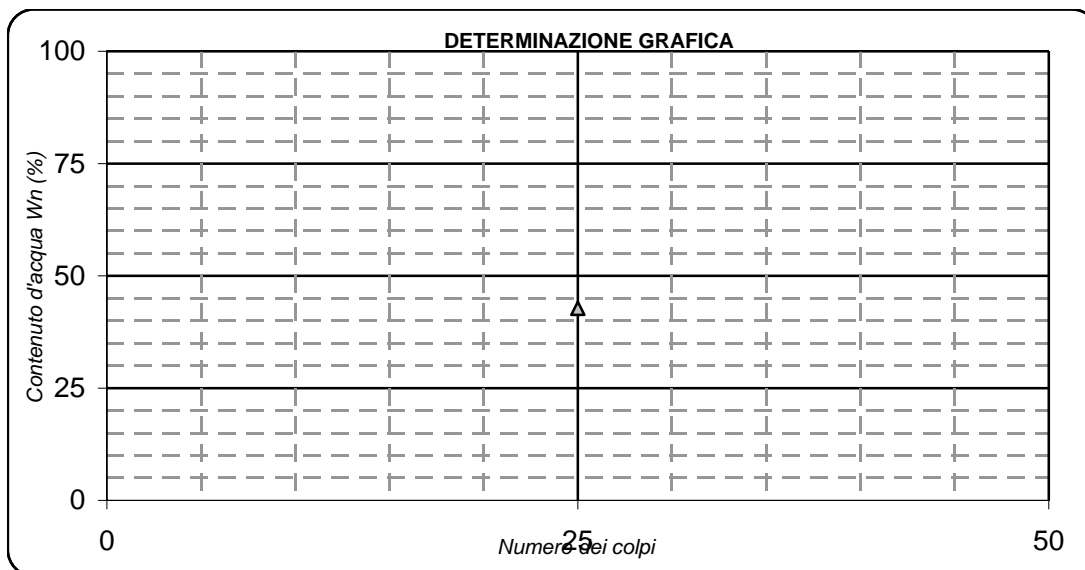 DETERMINAZIONE GRAFICA
100
75
50
25
0
Contenuto d'acqua Wn (%)
0
25
50
Numero dei colpi